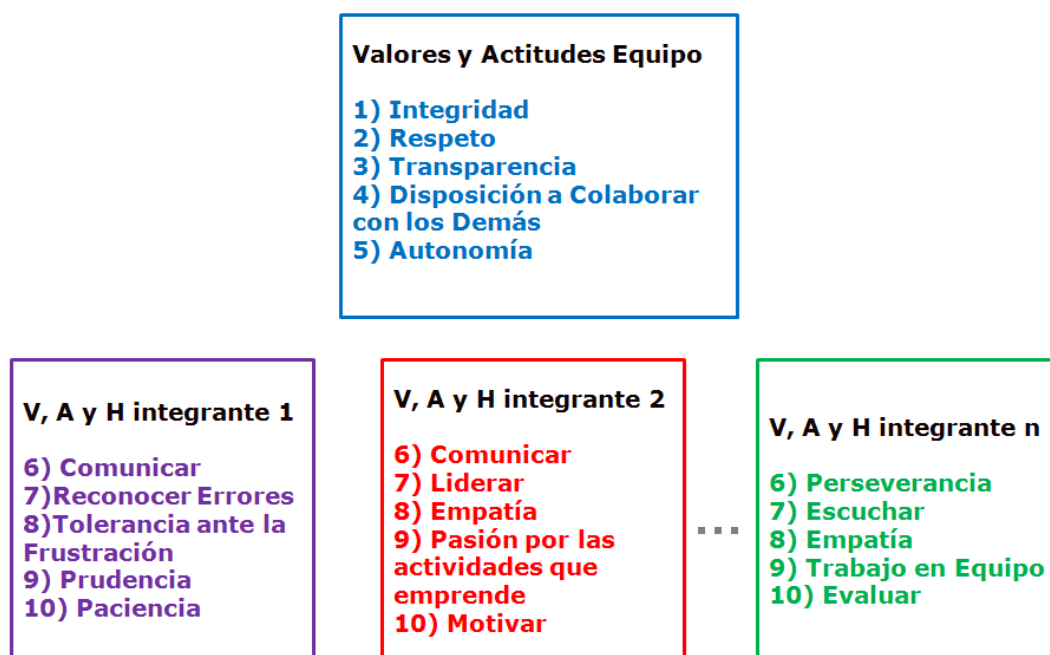 Valores y Actitudes Equipo
1) Integridad
2) Respeto
3) Transparencia
4) Disposición a Colaborar
con los Demás
5) Autonomía
V, A y H integrante 1
6) Comunicar
7)Reconocer Errores
8)Tolerancia ante la
Frustración
9) Prudencia
10) Paciencia
V, A y H integrante 2
6) Comunicar
7) Liderar
8) Empatía
9) Pasión por las
actividades que
emprende
10) Motivar
...
V, A y H integrante n
6) Perseverancia
7) Escuchar
8) Empatía
9) Trabajo en Equipo
10) Evaluar